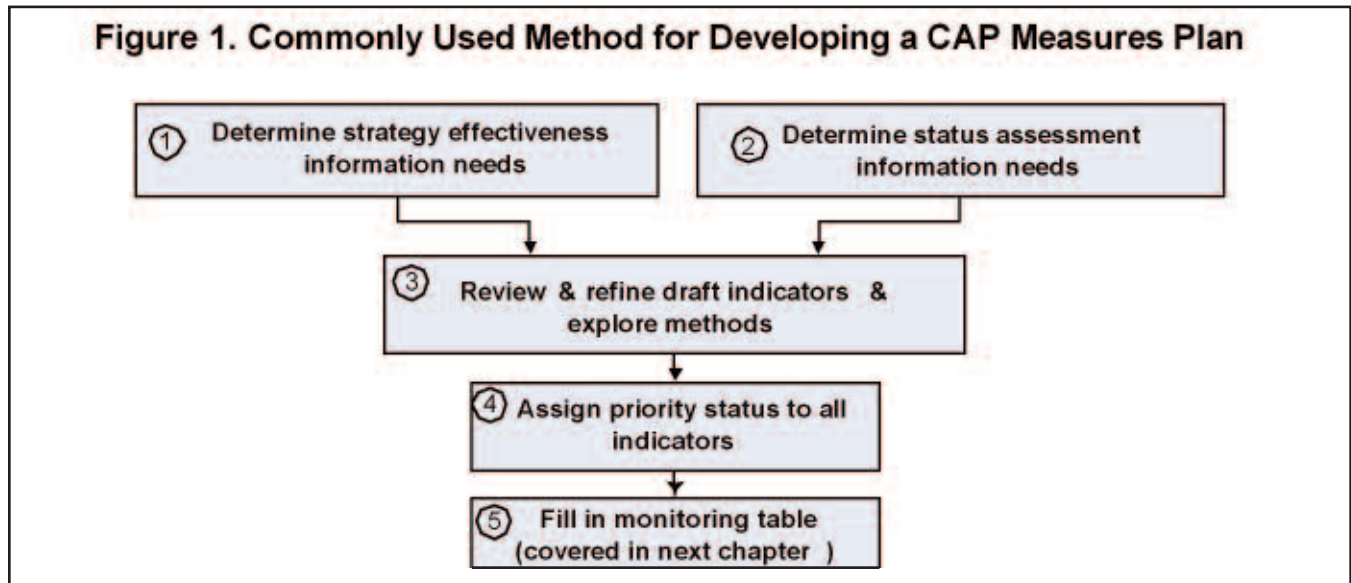 Figure 1. Commonly Used Method for Developing a CAP Measures Plan
1 Determine strategy effectiveness
information needs
2 Determine status assessment
information needs
3 Review & refine draft indicators &
explore methods
4 Assign priority status to all
indicators
5 Fill in monitoring table
(covered in next chapter )